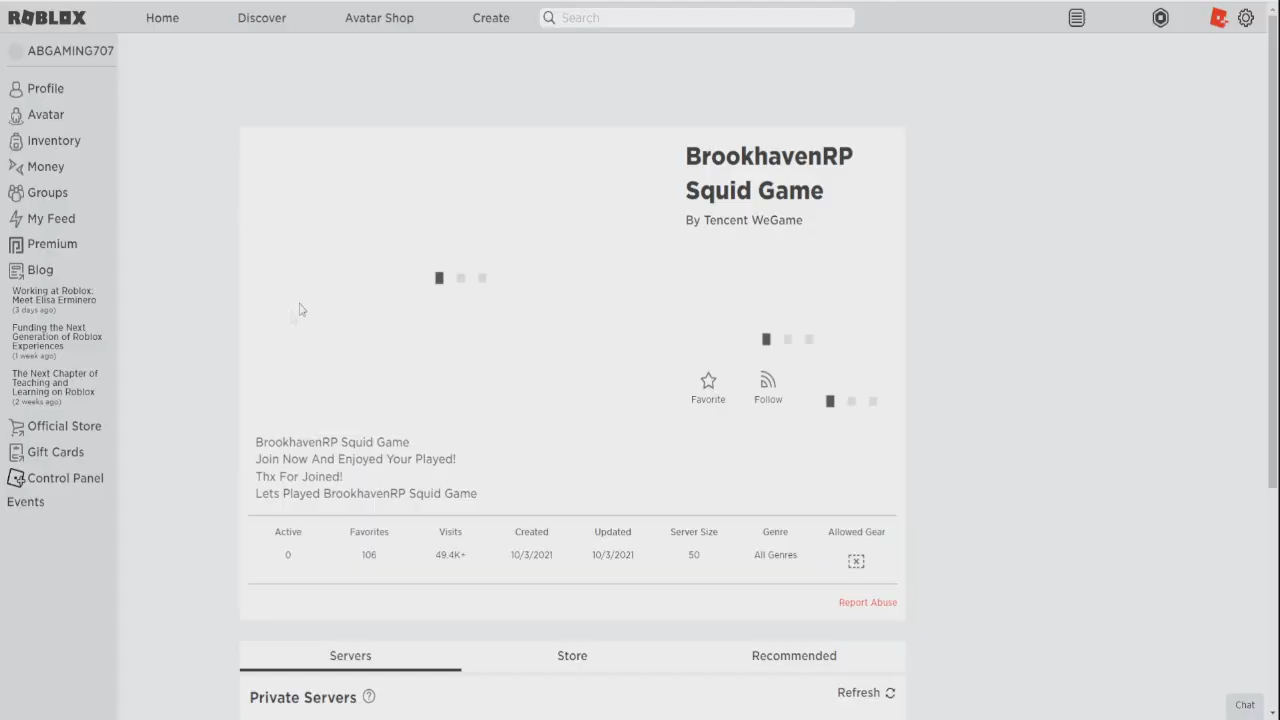 ROBLOX
Home
Discover
Avatar Shop
Create
Search
ABGAMING707
Profile
Avatar
Inventory
Money
Groups
My Feed
Premium
Blog
Working at Roblox:
Meet Elisa Erminero
(3 days ago)
Funding the Next
Generation of Roblox
Experiences
(1 week ago)
The Next Chapter of
Teaching and
Learning on Roblox
(2 weeks ago)
Official Store
Gift Cards
Control Panel
Events
BrookhavenRP
Squid Game
By Tencent WeGame
Favorite
Follow
BrookhavenRP Squid Game
Join Now And Enjoyed Your Played!
Thx For Joined!
Lets Played BrookhavenRP Squid Game
Active Favorites Visits Created Updated Server Size Genre Allowed Gear
0 106 49.4K+ 10/3/2021 10/3/2021 50 All Genres
Report Abuse
Servers
Store
Recommended
Private Servers
Refresh
Chat